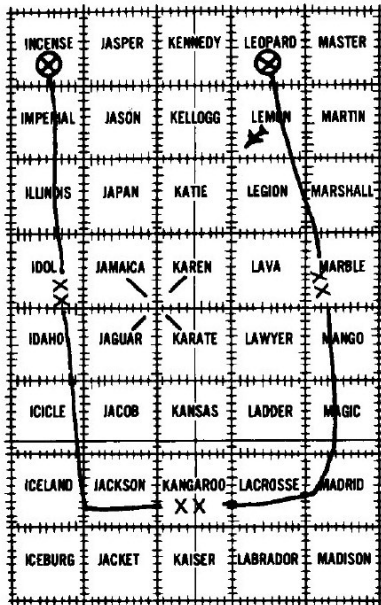 INCENSE JASPER KENNEDY LEOPARD MASTER
IMPERIAL JASON KELLOGG LEMON MARTIN
ILLINOIS JAPAN KATIE LEGION MARSHALL
IDOL JAMAICA KAREN LAVA MARBLE
IDAHO JAGUAR KARATE LAWYER MANGO
ICICLE JACOB KANSAS LADDER MAGIC
ICELAND JACKSON KANGAROO LACROSSE MADRID
ICEBURG JACKET KAISER LABRADOR MADISON